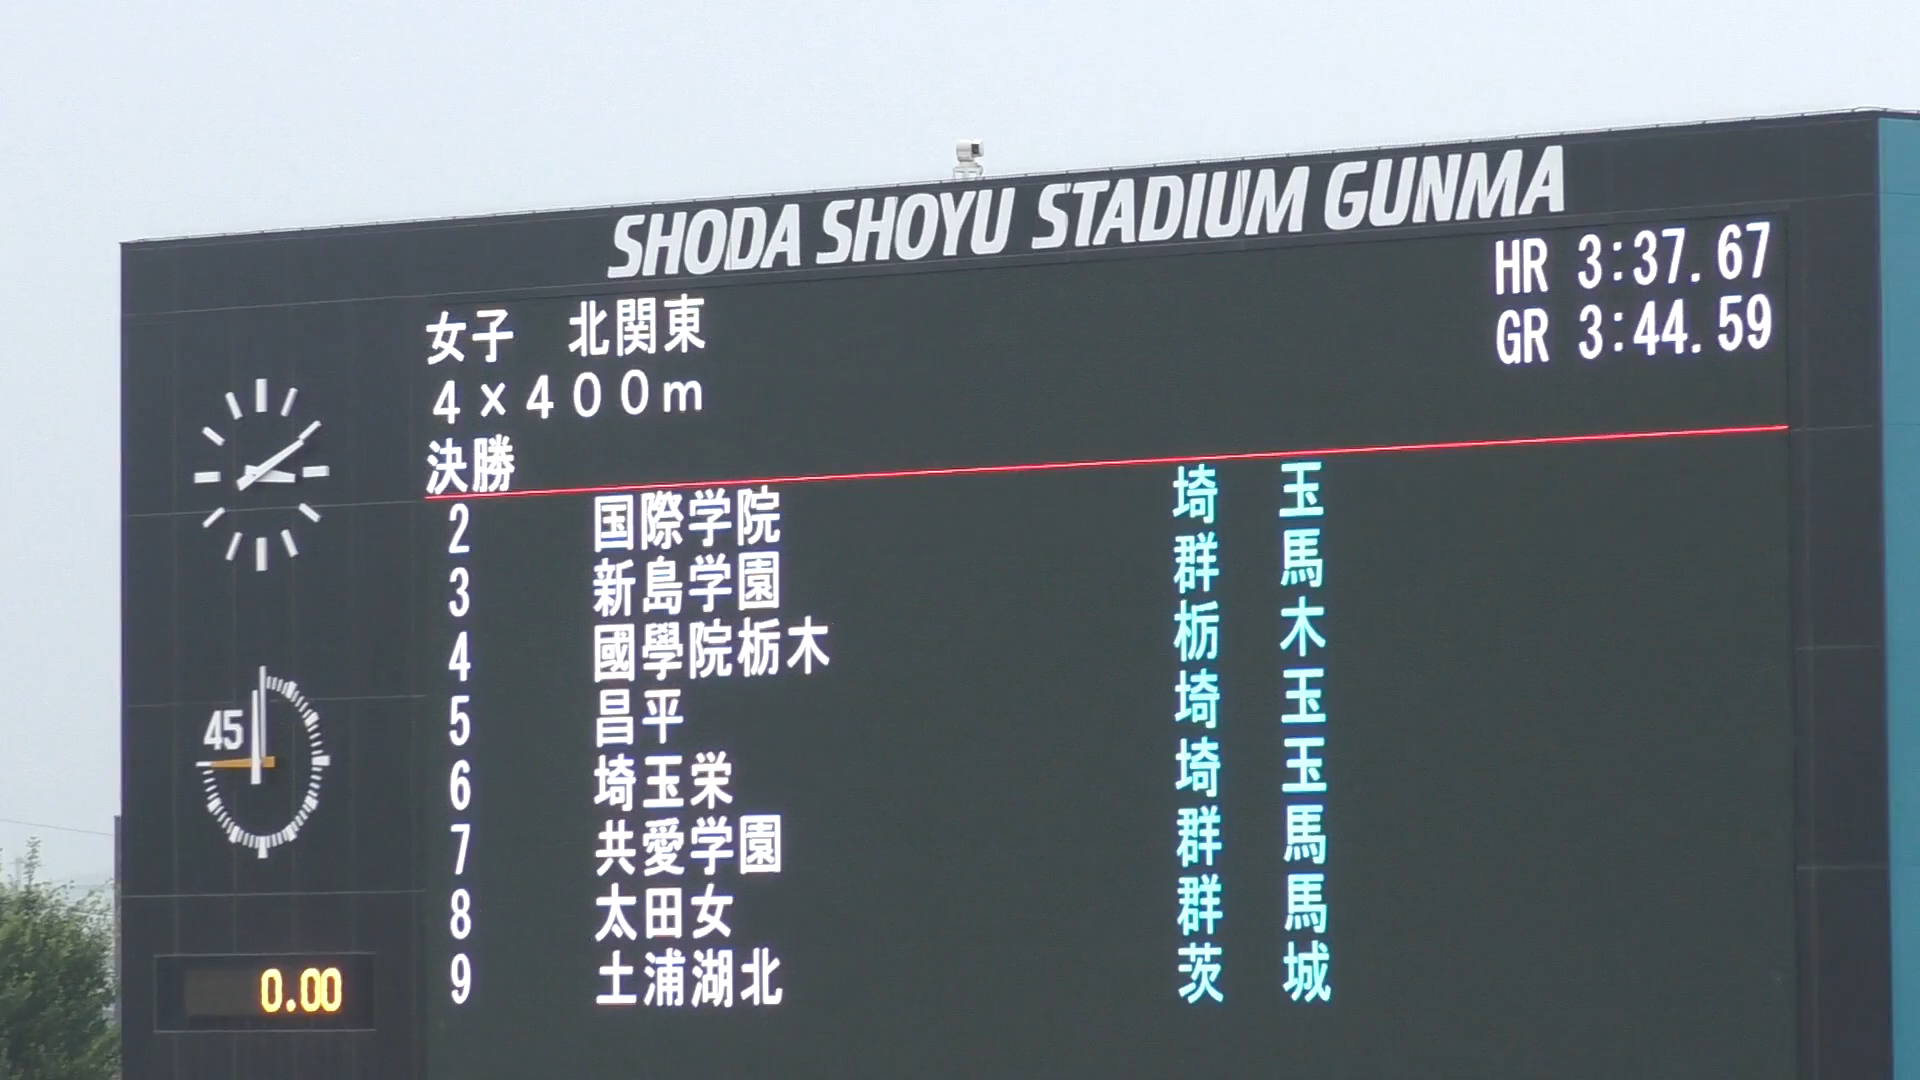 SHODA SHOYU STADIUM GUNMA
HR 3:37.67
GR 3:44.59
女子 北関東
4×400m
決勝
2 国際学院 埼玉
3 新島学園 群馬
4 國學院栃木 栃木
5 昌平 埼玉
6 埼玉栄 埼玉
7 共愛学園 群馬
8 太田女 群馬
9 土浦湖北 茨城
45
0.00